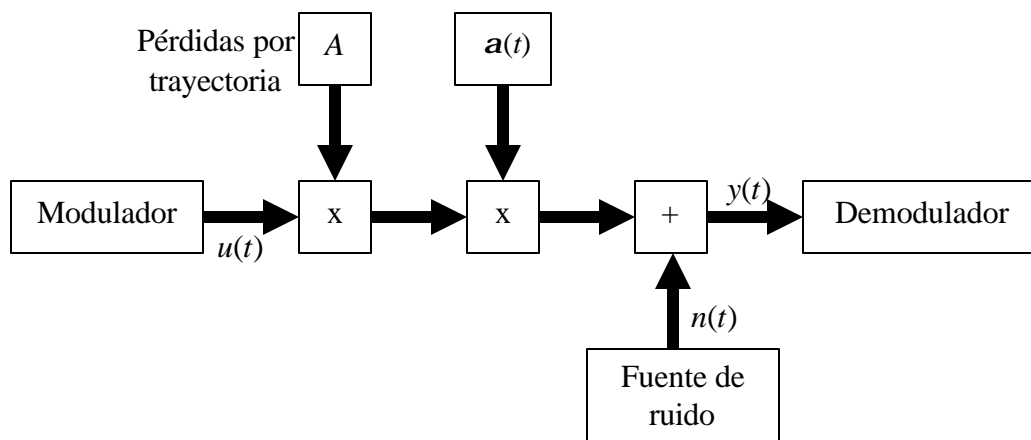 Pérdidas por
trayectoria
A
a(t)
Modulador
u(t)
x
x
+
y(t)
Demodulador
n(t)
Fuente de
ruido